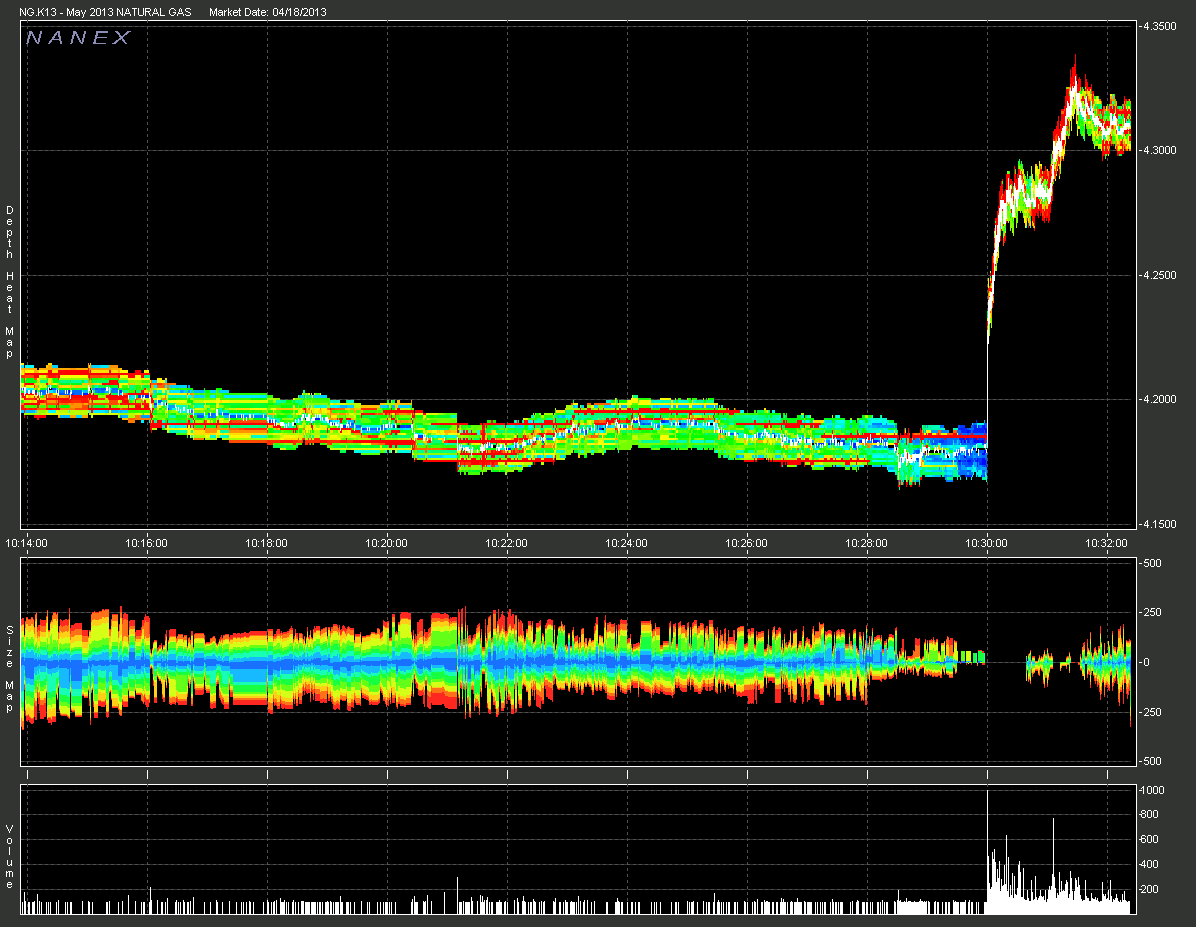 NG.K13 - May 2013 NATURAL GAS Market Date: 04/18/2013
NANEX
4.3500
4.3000
4.2500
4.2000
4.1500
Depth Heat Map
10:14:00 10:16:00 10:18:00 10:20:00 10:22:00 10:24:00 10:26:00 10:28:00 10:30:00 10:32:00
500
250
0
250
500
Size Map
1000
800
600
400
200
Volume